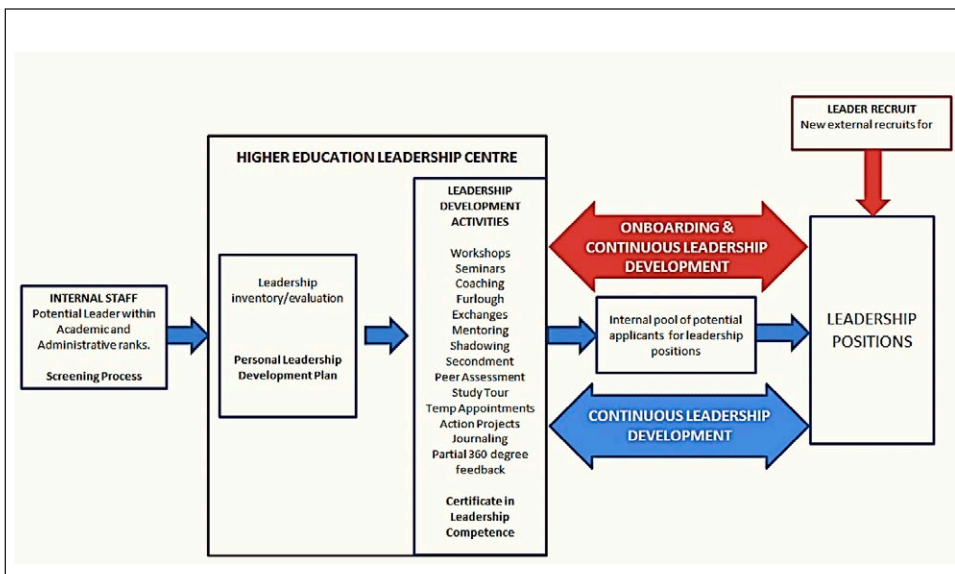 LEADER RECRUIT
New external recruits for
HIGHER EDUCATION LEADERSHIP CENTRE
INTERNAL STAFF
Potential Leader within
Academic and
Administrative ranks.
Screening Process
Leadership
inventory/evaluation
Personal Leadership
Development Plan
LEADERSHIP
DEVELOPMENT
ACTIVITIES
Workshops
Seminars
Coaching
Furlough
Exchanges
Mentoring
Shadowing
Secondment
Peer Assessment
Study Tour
Temp Appointments
Action Projects
Journaling
Partial 360 degree
feedback
Certificate in
Leadership
Competence
ONBOARDING &
CONTINUOUS LEADERSHIP
DEVELOPMENT
Internal pool of potential
applicants for leadership
positions
CONTINUOUS LEADERSHIP
DEVELOPMENT
LEADERSHIP
POSITIONS